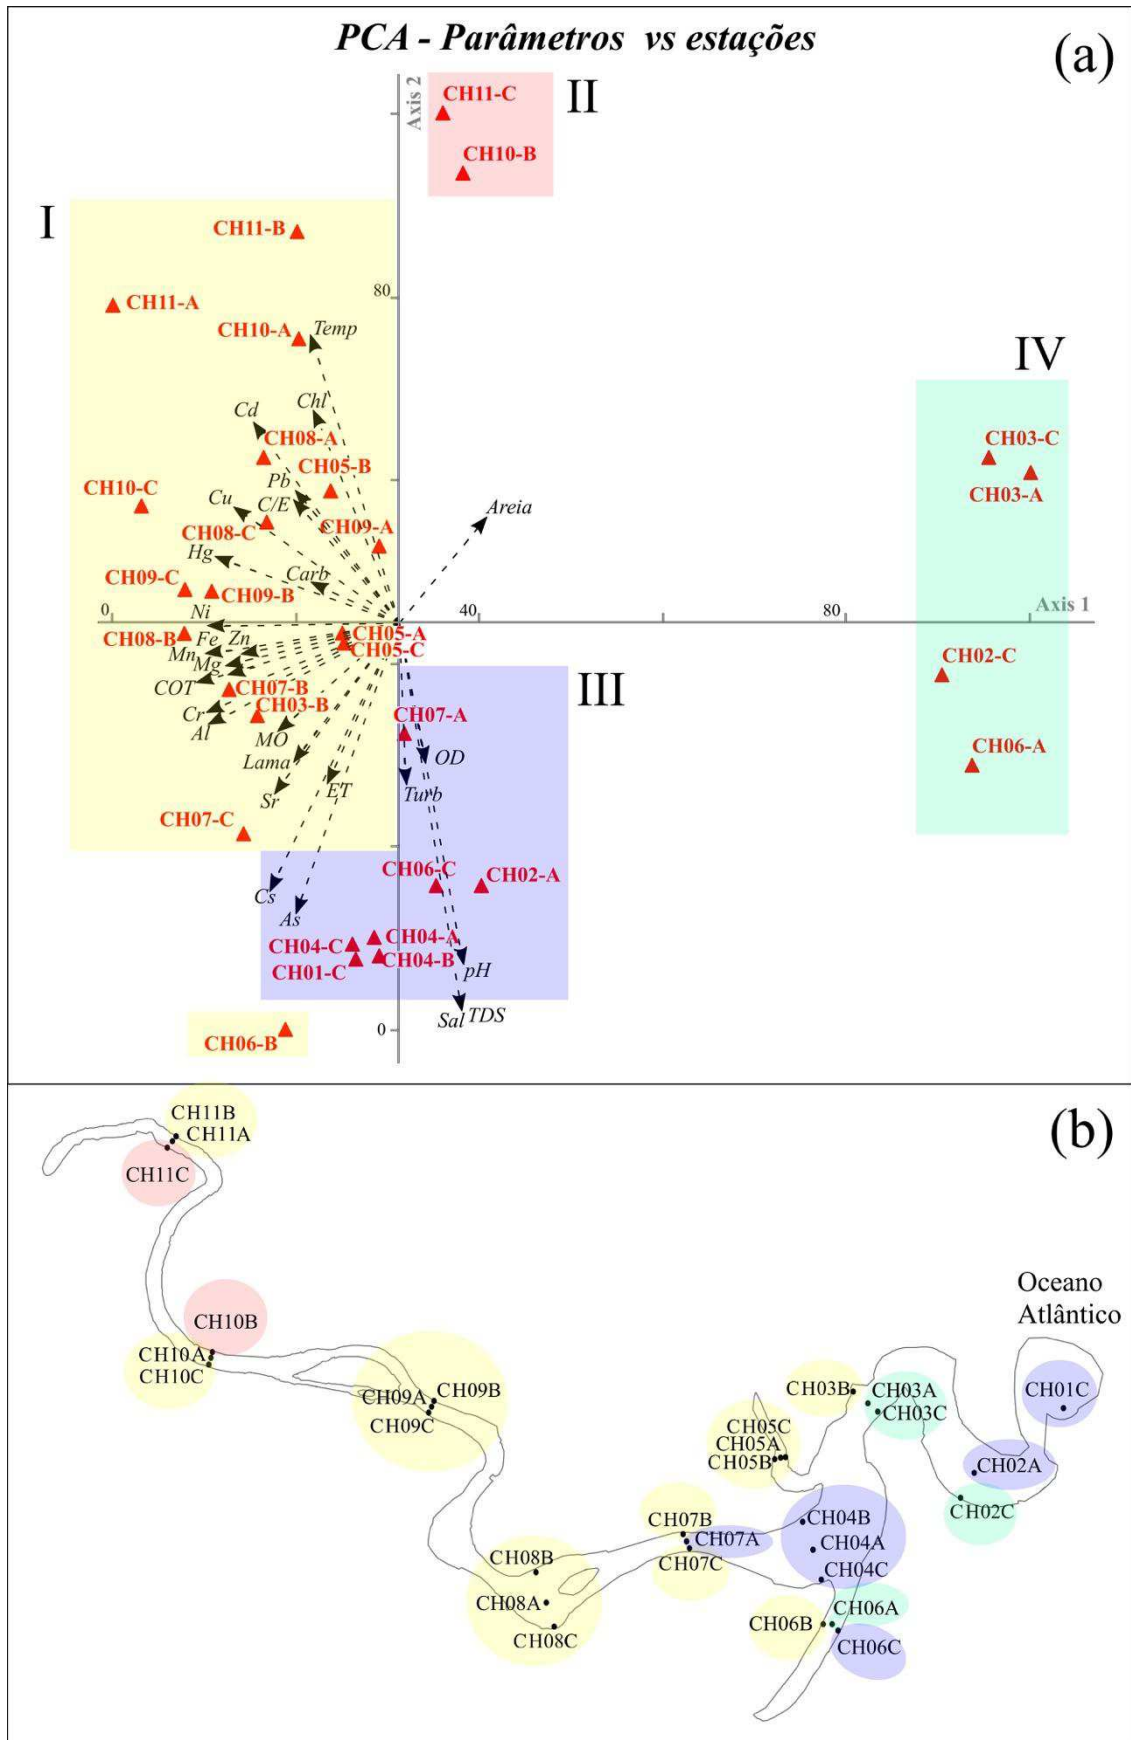 PCA - Parâmetros vs estações
(a)
Axis 2
CH11-C
II
CH10-B
I
CH11-B
80
CH11-A
CH10-A
Temp
IV
Chl
Cd
CH08-A
CH03-C
CH05-B
Pb
CH10-C
C/E
CH03-A
Cu
Areia
CH08-C
CH09-A
Hg
Carb
CH09-C
CH09-B
0
40
80
Axis 1
Ni
CH08-B
Fe
Zn
CH05-A
CH05-C
Mn
Mg
COT
CH07-B
III
CH02-C
CH03-B
Cr
Al
MO
CH07-A
Lama
OD
CH06-A
Sr
ET
Turb
CH07-C
CH06-C
CH02-A
Cs
As
CH04-C
CH04-A
CH01-C
CH04-B
pH
Sal
TDS
0
CH06-B
(b)
CH11B
CH11A
CH11C
Oceano
Atlântico
CH10B
CH10A
CH10C
CH09B
CH09A
CH09C
CH03B
CH03A
CH03C
CH01C
CH05C
CH05A
CH05B
CH02A
CH02C
CH07B
CH07A
CH07C
CH04B
CH04A
CH04C
CH08B
CH08A
CH08C
CH06B
CH06A
CH06C